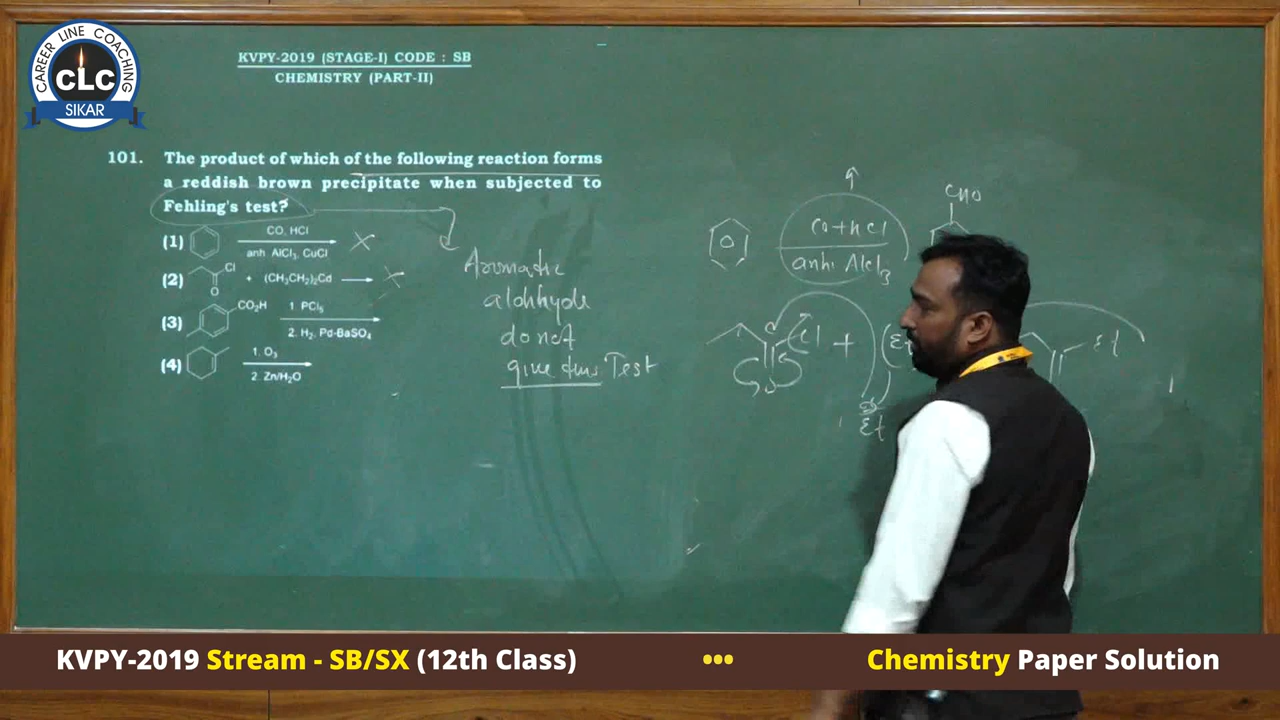 CAREER LINE COACHING
CLC
SIKAR
KVPY-2019 (STAGE-I) CODE : SB
CHEMISTRY (PART-II)
101. The product of which of the following reaction forms
a reddish brown precipitate when subjected to
Fehling's test?
(1) CO, HCl
anh AlCl3, CuCl
(2) Cl
O
+ (CH3CH2)2Cd
(3) CO2H
1. PCl5
2. H2, Pd-BaSO4
(4) 1. O3
2. Zn/H2O
Aromatic
aldehyde
do not
give this Test
CO+HCl
anh. AlCl3
CHO
Cl + (Et
Et
Et
KVPY-2019 Stream - SB/SX (12th Class) ••• Chemistry Paper Solution